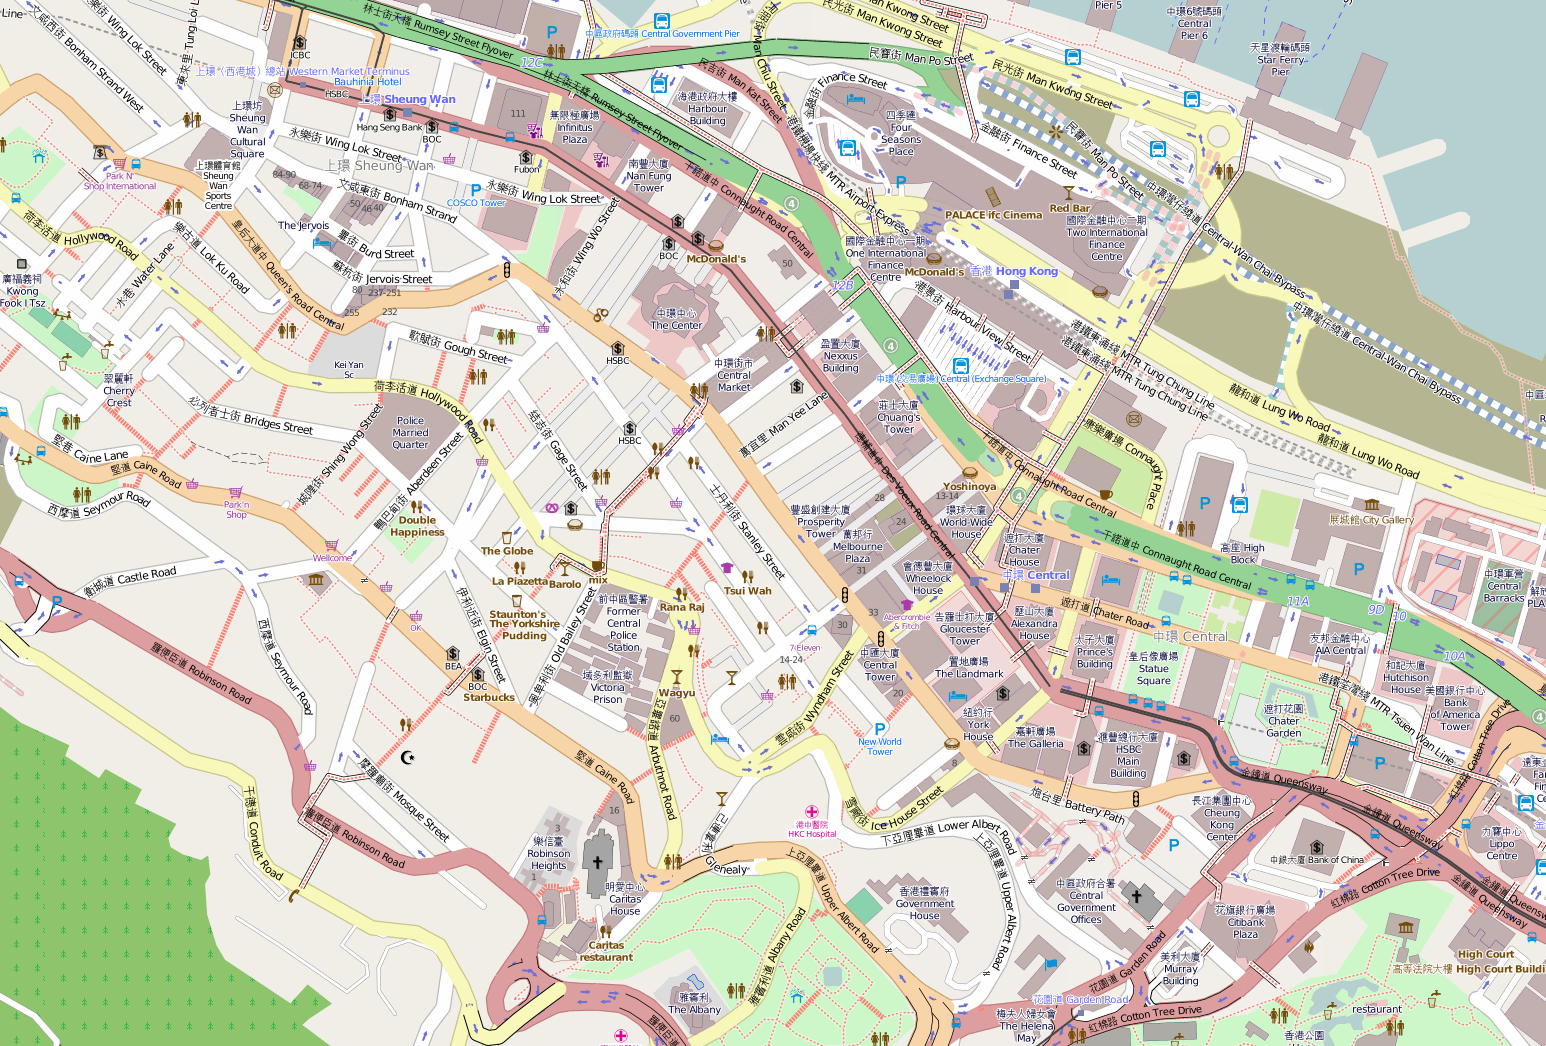 Line
文咸西街 Bonham Strand West
永樂街 Wing Lok Street
東來里 Tung Loi L
林士街天橋 Rumsey Street Flyover
ICBC
上環(西港城)總站 Western Market Terminus
Bauhinia Hotel
HSBC
上環 Sheung Wan
Hang Seng Bank
BOC
12C
中區政府碼頭 Central Government Pier
民光街 Man Kwong Street
民光街 Man Kwong Street
Pier 5
中環6號碼頭
Central
Pier 6
天星渡輪碼頭
Star Ferry
Pier
民寶街 Man Po Street
民光街 Man Kwong Street
民吉街 Man Kat Street
Man Chiu Street
海港政府大樓
Harbour
Building
金融街 Finance Street
四季匯
Four
Seasons
Place
金融街 Finance Street
民寶街 Man Po Street
林士街天橋 Rumsey Street Flyover
111
無限極廣場
Infinitus
Plaza
Fubon
南豐大廈
Nan Fung
Tower
上環坊
Sheung
Wan
Cultural
Square
永樂街 Wing Lok Street
上環 Sheung Wan
上環體育館
Sheung
Wan
Sports
Centre
Park N'
Shop International
84-90
68-74
50
46
40
文咸東街 Bonham Strand
COSCO Tower
永樂街 Wing Lok Street
The Jervois
畢街 Burd Street
蘇杭街 Jervois Street
80
237-251
255
232
荷李活道 Hollywood Road
水巷 Water Lane
樂古道 Lok Ku Road
皇后大道中 Queen's Road Central
廣福義祠
Kwong
Fook I Tsz
永和街 Wing Wo Street
BOC
McDonald's
干諾道中 Connaught Road Central
4
50
12B
港鐵機場快綫 MTR Airport Express
PALACE ifc Cinema
Red Bar
國際金融中心二期
Two International
Finance
Centre
國際金融中心一期
One International
Finance
Centre
McDonald's
香港 Hong Kong
中環灣仔繞道 Central-Wan Chai Bypass
中環灣仔繞道 Central-Wan Chai Bypass
港景街 Harbour View Street
港鐵東涌綫 MTR Tung Chung Line
港鐵東涌綫 MTR Tung Chung Line
龍和道 Lung Wo Road
龍和道 Lung Wo Road
中環中心
The Center
歌賦街 Gough Street
HSBC
中環街市
Central
Market
盈置大廈
Nexxus
Building
4
中環(交易廣場) Central (Exchange Square)
莊士大廈
Chuang's
Tower
Kei Yan
Sc
荷李活道 Hollywood Road
翠麗軒
Cherry
Crest
必列者士街 Bridges Street
Police
Married
Quarter
城隍街 Shing Wong Street
鴨巴甸街 Aberdeen Street
結志街 Gage Street
HSBC
萬宜里 Man Yee Lane
德輔道中 Des Voeux Road Central
干諾道中 Connaught Road Central
康樂廣場 Connaught Place
Yoshinoya
13-14
28
24
環球大廈
World-Wide
House
豐盛創建大廈
Prosperity
Tower
萬邦行
Melbourne
Plaza
31
33
30
會德豐大廈
Wheelock
House
遮打大廈
Chater
House
中環 Central
干諾道中 Connaught Road Central
高座 High
Block
展城館 City Gallery
中環軍營
Central
Barracks
堅巷 Caine Lane
堅道 Caine Road
西摩道 Seymour Road
Park'n
Shop
Double
Happiness
Wellcome
衛城道 Castle Road
The Globe
La Piazetta
Barolo
mix
Staunton's
The Yorkshire
Pudding
士丹利街 Stanley Street
Tsui Wah
Rana Raj
前中區警署
Former
Central
Police
Station
域多利監獄
Victoria
Prison
奧卑利街 Old Bailey Street
伊利近街 Elgin Street
OK
BEA
BOC
Starbucks
7 Eleven
14-24
Wagyu
60
亞畢諾道 Arbuthnot Road
雲咸街 Wyndham Street
中匯大廈
Central
Tower
20
New World
Tower
Abercrombie
& Fitch
告羅士打大廈
Gloucester
Tower
置地廣場
The Landmark
歷山大廈
Alexandra
House
遮打道 Chater Road
中環 Central
太子大廈
Prince's
Building
皇后像廣場
Statue
Square
11A
9D
10
10A
友邦金融中心
AIA Central
和記大廈
Hutchison
House
美國銀行中心
Bank
of America
Tower
港鐵荃灣綫 MTR Tsuen Wan Line
遮打花園
Chater
Garden
紐約行
York
House
嘉軒廣場
The Galleria
滙豐總行大廈
HSBC
Main
Building
8
西摩道 Seymour Road
羅便臣道 Robinson Road
摩羅廟街 Mosque Street
羅便臣道 Robinson Road
干德道 Conduit Road
堅道 Caine Road
己連拿利
Glenealy
16
3
1
樂信臺
Robinson
Heights
明愛中心
Caritas
House
Caritas
restaurant
港中醫院
HKC Hospital
雪廠街 Ice House Street
下亞厘畢道 Lower Albert Road
上亞厘畢道 Upper Albert Road
上亞厘畢道 Upper Albert Road
炮台里 Battery Path
金鐘道 Queensway
金鐘道 Queensway
金鐘道 Queensway
長江集團中心
Cheung
Kong
Center
中銀大廈 Bank of China
紅棉路 Cotton Tree Drive
紅棉路 Cotton Tree Drive
力寶中心
Lippo
Centre
香港禮賓府
Government
House
中區政府合署
Central
Government
Offices
花旗銀行廣場
Citibank
Plaza
花園道 Garden Road
花園道 Garden Road
美利大廈
Murray
Building
紅棉路 Cotton Tree Drive
梅夫人婦女會
The Helena
May
雅賓利道 Albany Road
雅賓利
The Albany
羅便臣道
High Court
高等法院大樓 High Court Buildi
restaurant
香港公園